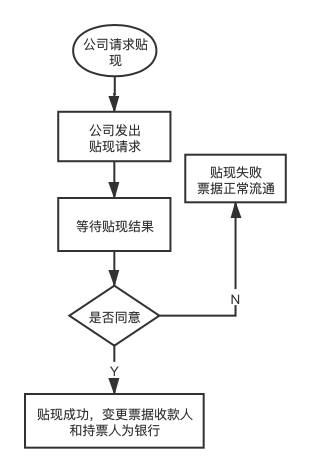 公司请求贴
现
公司发出
贴现请求
贴现失败
票据正常流通
等待贴现结果
是否同意
N
Y
贴现成功，变更票据收款人
和持票人为银行